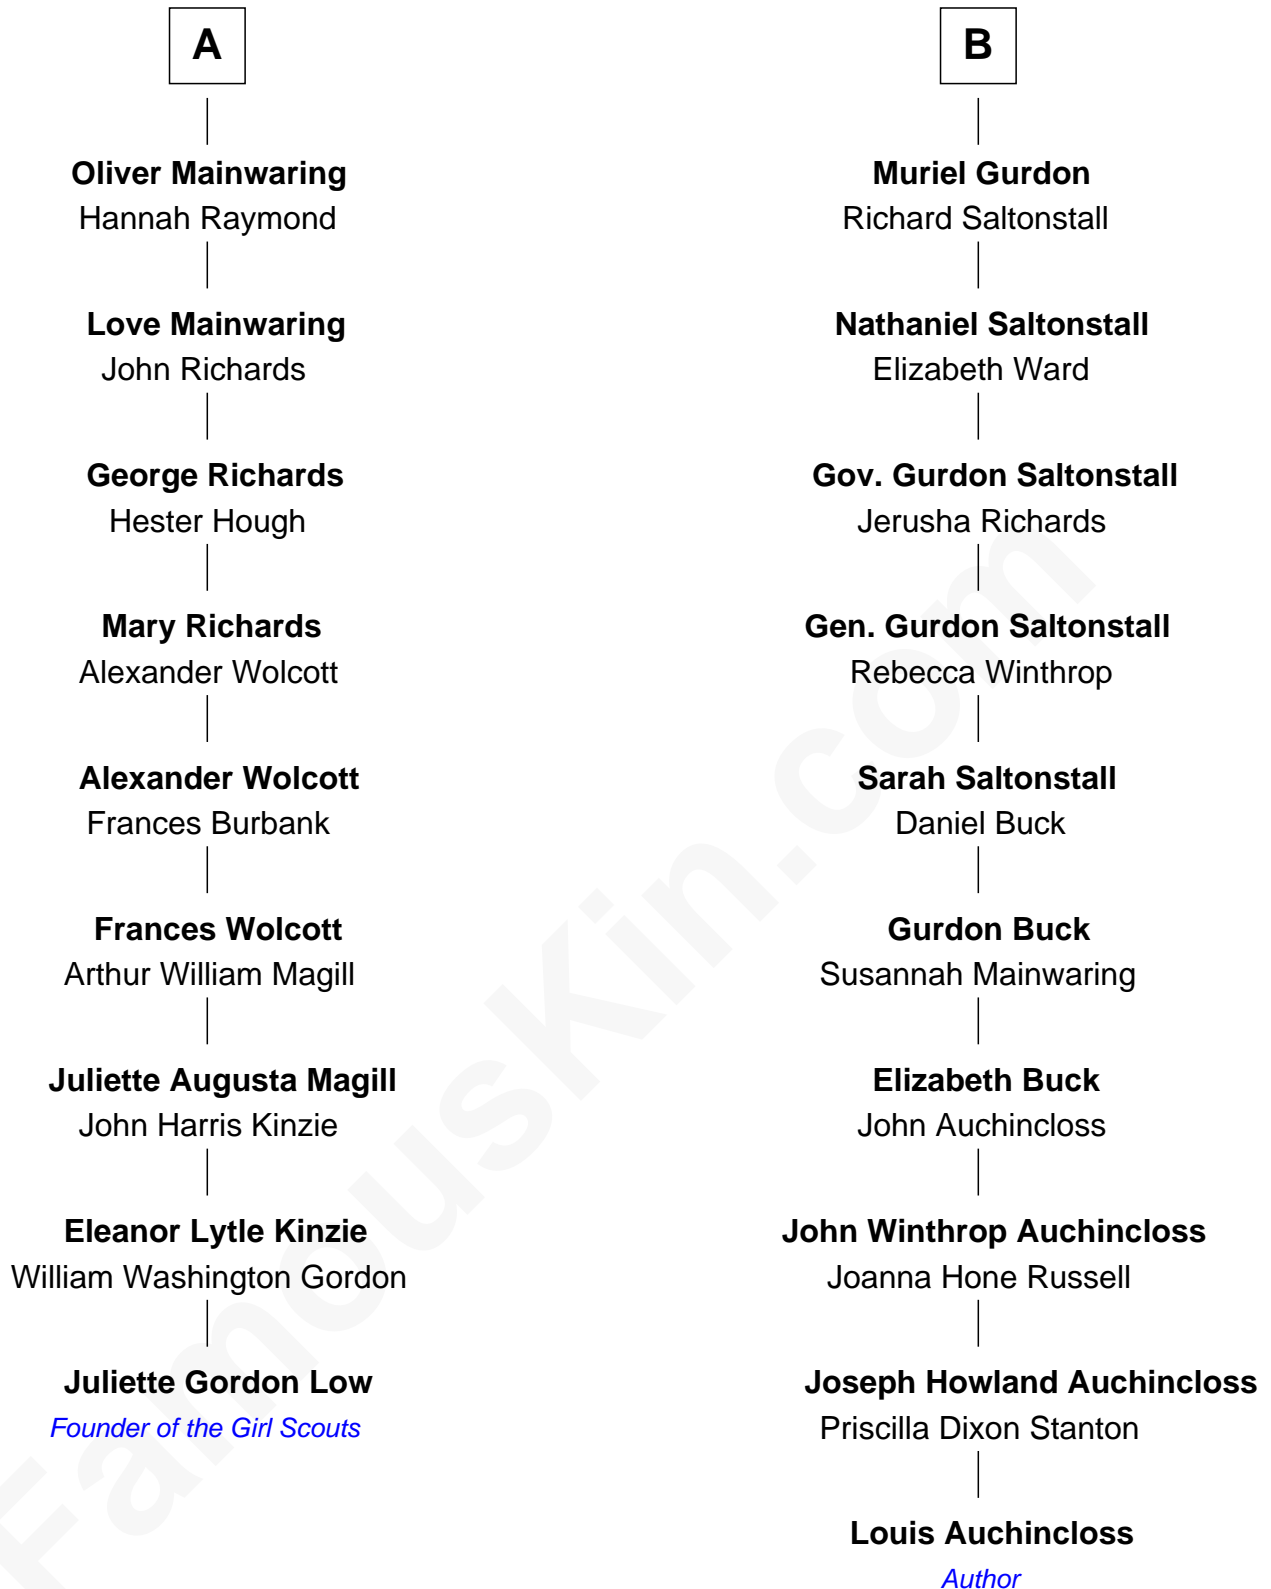 A
Oliver Mainwaring
Hannah Raymond
Love Mainwaring
John Richards
George Richards
Hester Hough
Mary Richards
Alexander Wolcott
Alexander Wolcott
Frances Burbank
Frances Wolcott
Arthur William Magill
Juliette Augusta Magill
John Harris Kinzie
Eleanor Lytle Kinzie
William Washington Gordon
Juliette Gordon Low
Founder of the Girl Scouts
B
Muriel Gurdon
Richard Saltonstall
Nathaniel Saltonstall
Elizabeth Ward
Gov. Gurdon Saltonstall
Jerusha Richards
Gen. Gurdon Saltonstall
Rebecca Winthrop
Sarah Saltonstall
Daniel Buck
Gurdon Buck
Susannah Mainwaring
Elizabeth Buck
John Auchincloss
John Winthrop Auchincloss
Joanna Hone Russell
Joseph Howland Auchincloss
Priscilla Dixon Stanton
Louis Auchincloss
Author
FamousKin.com